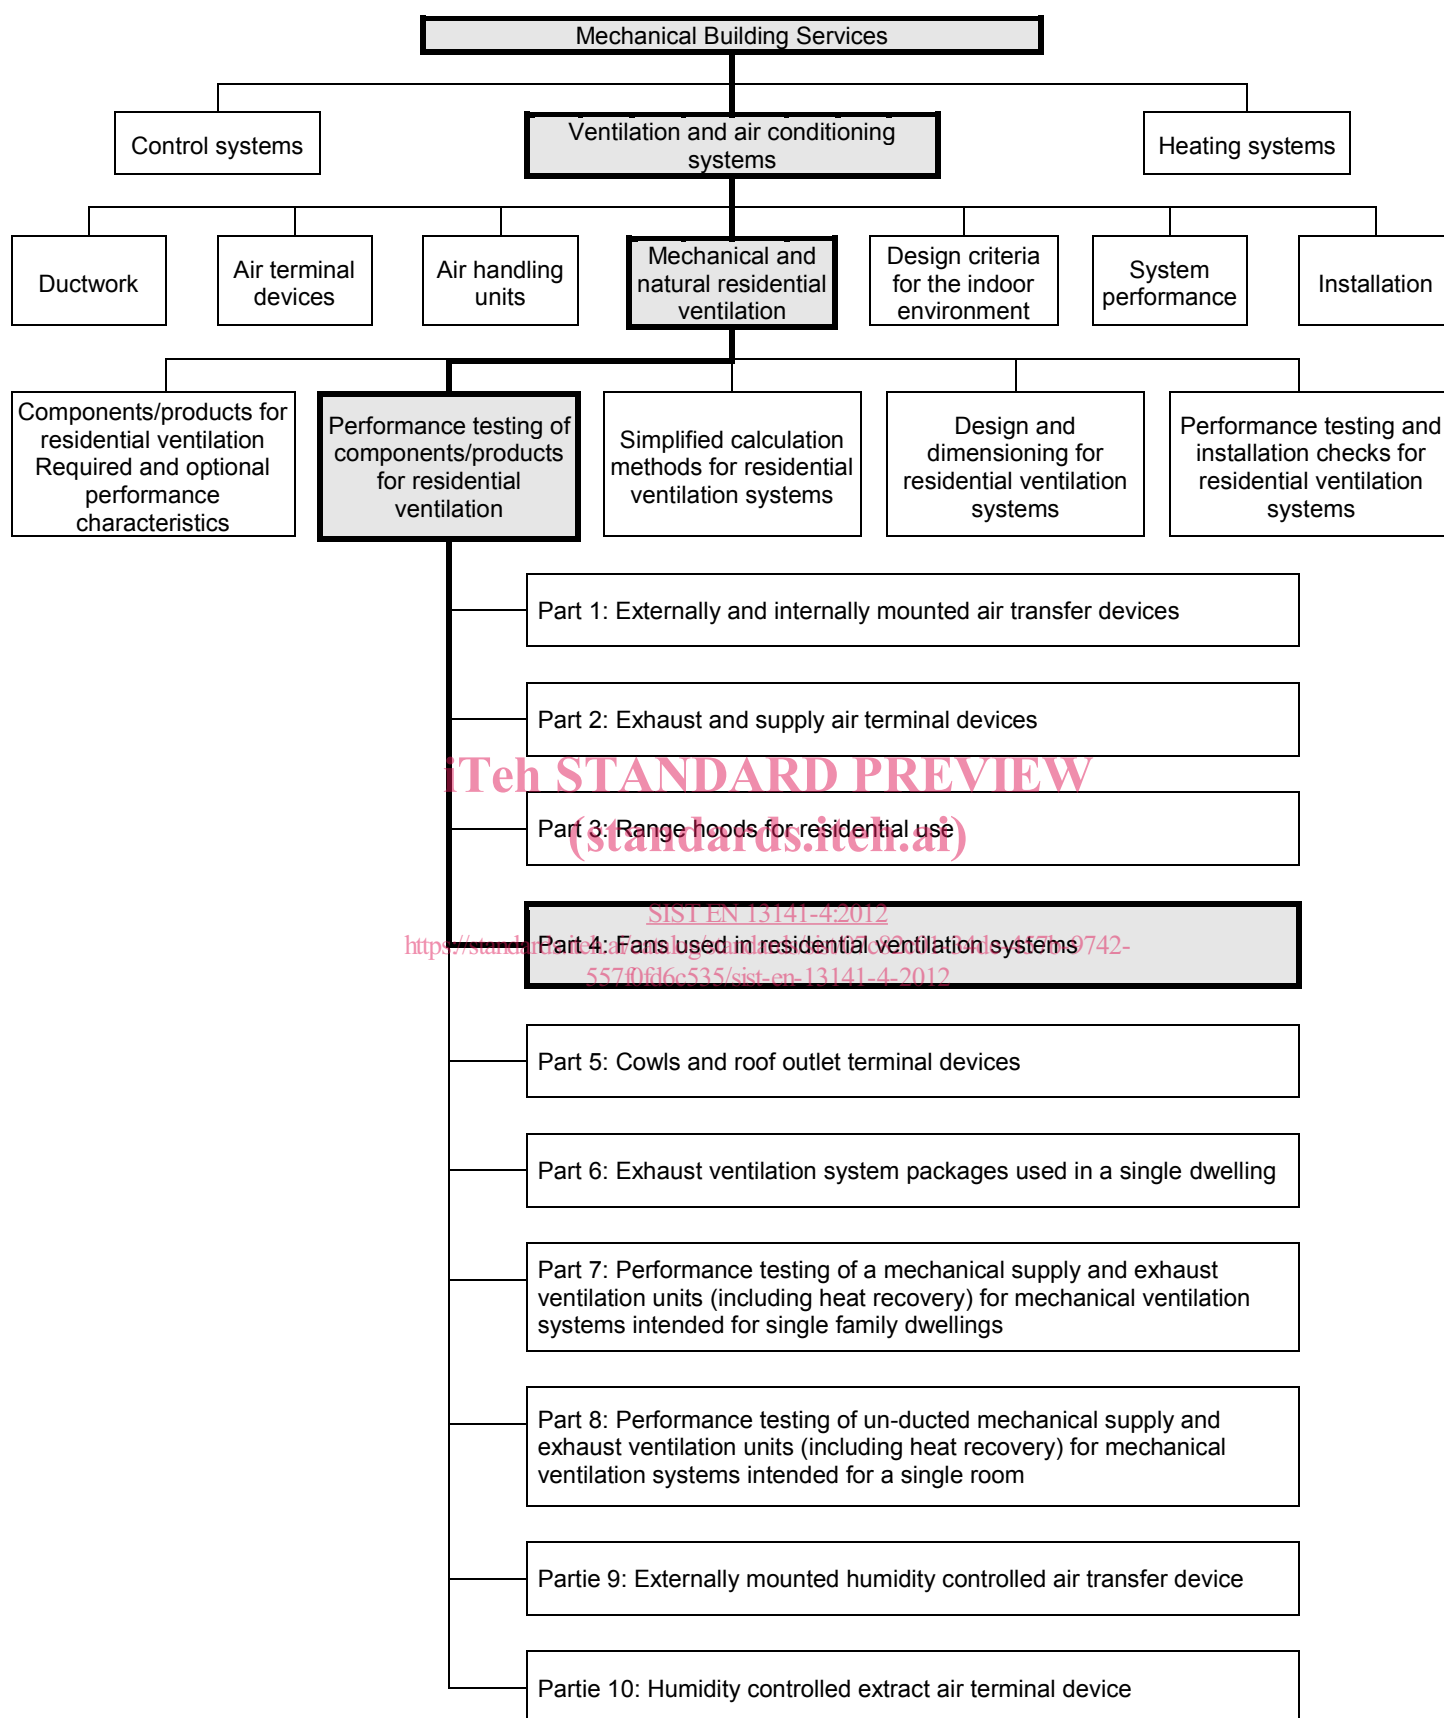 Mechanical Building Services
Control systems
Ventilation and air conditioning
systems
Heating systems
Ductwork
Air terminal
devices
Air handling
units
Mechanical and
natural residential
ventilation
Design criteria
for the indoor
environment
System
performance
Installation
Components/products for
residential ventilation
Required and optional
performance
characteristics
Performance testing of
components/products
for residential
ventilation
Simplified calculation
methods for residential
ventilation systems
Design and
dimensioning for
residential ventilation
systems
Performance testing and
installation checks for
residential ventilation
systems
Part 1: Externally and internally mounted air transfer devices
Part 2: Exhaust and supply air terminal devices
iTeh STANDARD PREVIEW
Part 3: Range hoods for residential use
(standards.iteh.ai)
SIST EN 13141-4:2012
Part 4: Fans used in residential ventilation systems
557f0fd6c535/sist-en-13141-4-2012
Part 5: Cowls and roof outlet terminal devices
Part 6: Exhaust ventilation system packages used in a single dwelling
Part 7: Performance testing of a mechanical supply and exhaust
ventilation units (including heat recovery) for mechanical ventilation
systems intended for single family dwellings
Part 8: Performance testing of un-ducted mechanical supply and
exhaust ventilation units (including heat recovery) for mechanical
ventilation systems intended for a single room
Partie 9: Externally mounted humidity controlled air transfer device
Partie 10: Humidity controlled extract air terminal device